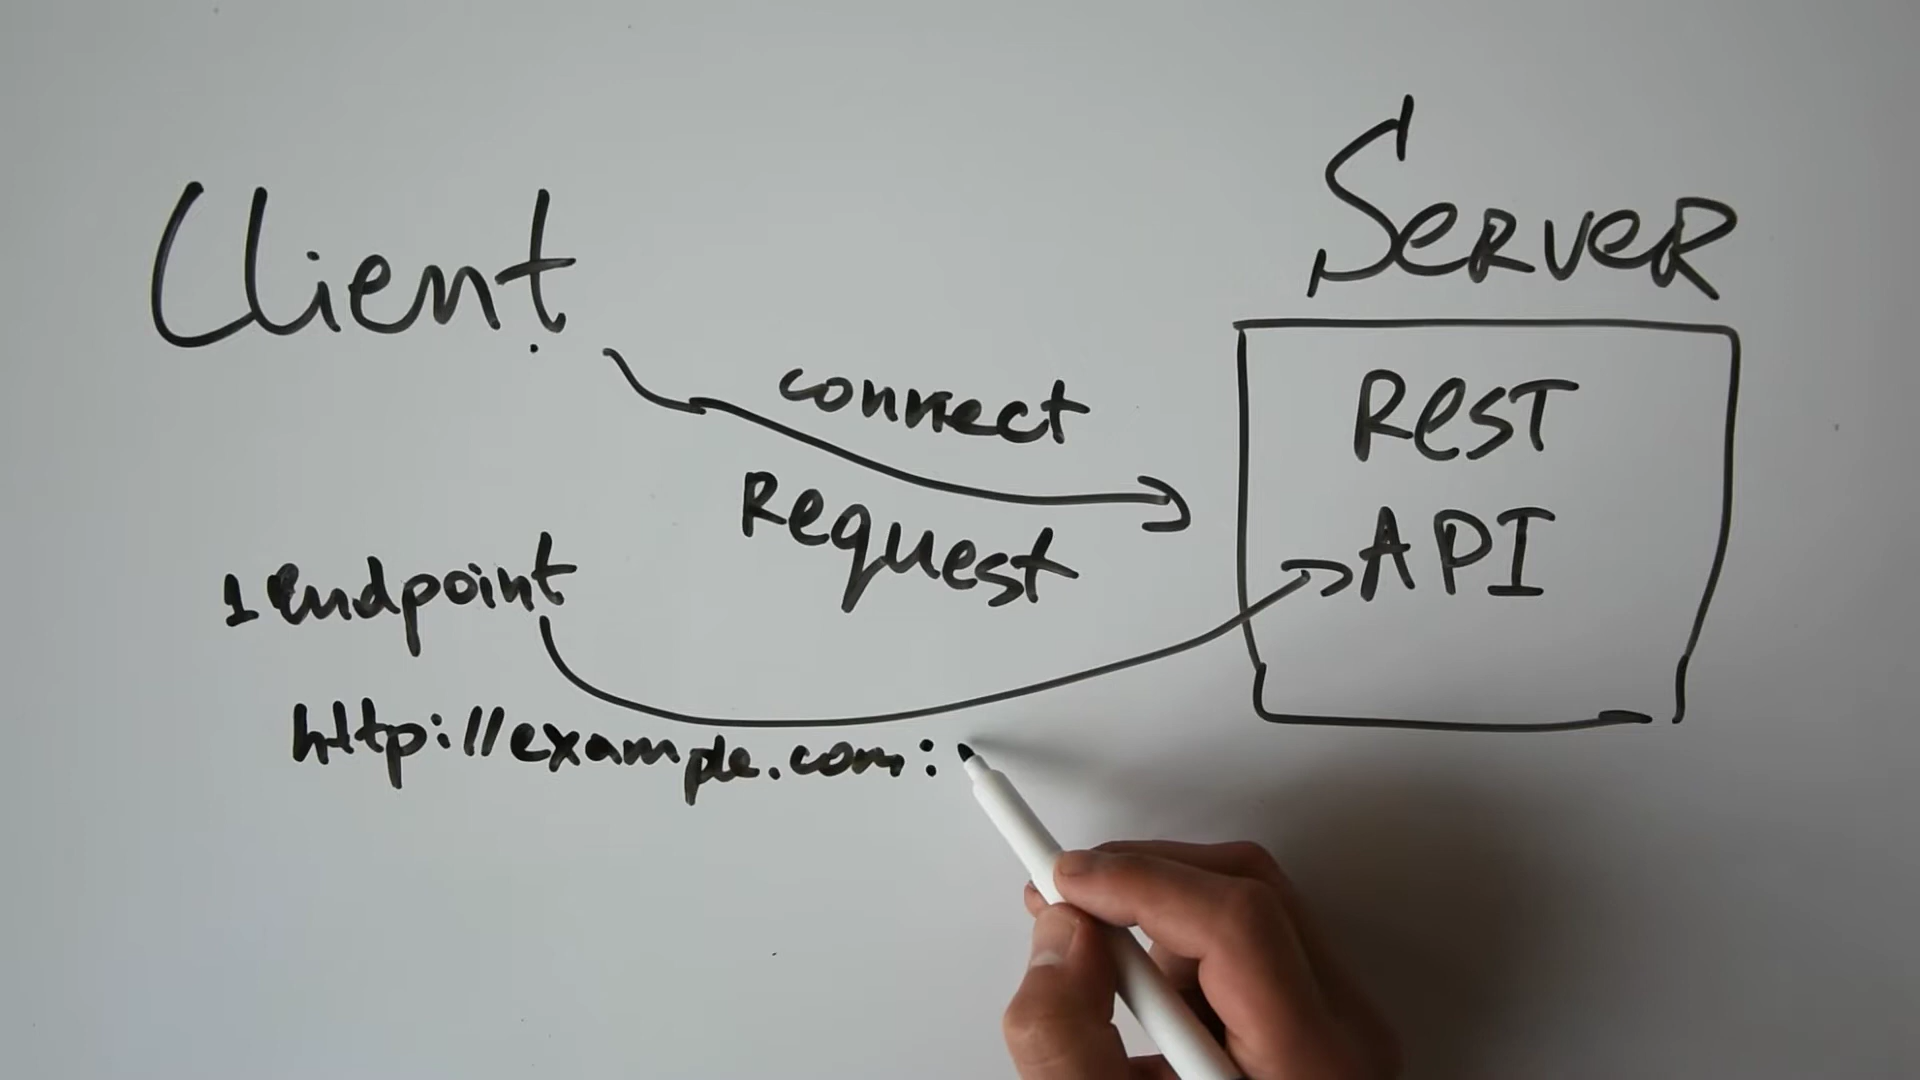 Client
Server
connect
Request
REST
API
1 Endpoint
http://example.com: